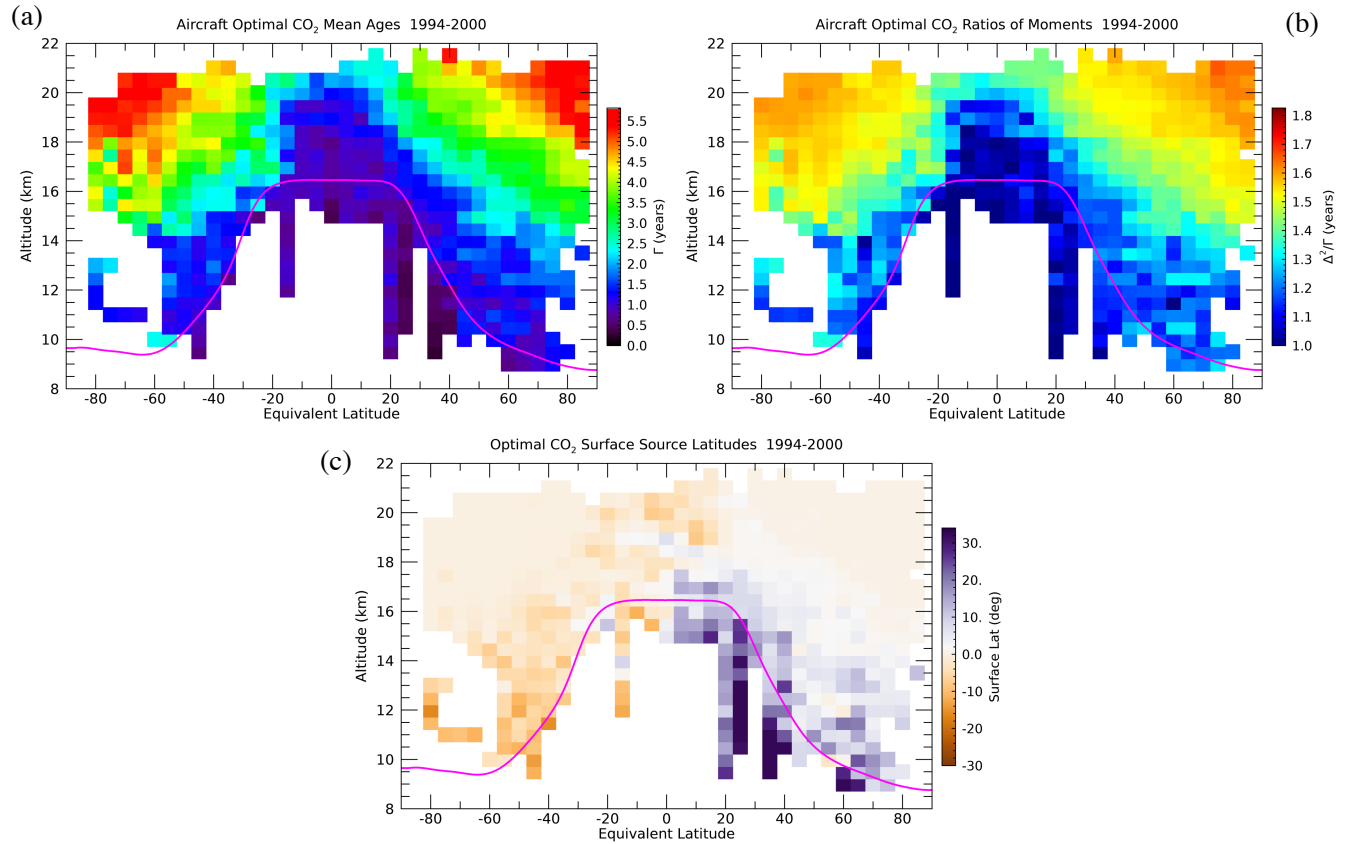 (a)
Aircraft Optimal CO₂ Mean Ages 1994-2000
22
20
18
16
14
12
10
8
Altitude (km)
-80 -60 -40 -20 0 20 40 60 80
Equivalent Latitude
5.5
5.0
4.5
4.0
3.5
3.0
2.5
2.0
1.5
1.0
0.5
0.0
Γ (years)
(b)
Aircraft Optimal CO₂ Ratios of Moments 1994-2000
22
20
18
16
14
12
10
8
Altitude (km)
-80 -60 -40 -20 0 20 40 60 80
Equivalent Latitude
1.8
1.7
1.6
1.5
1.4
1.3
1.2
1.1
1.0
Δ²/Γ (years)
(c)
Optimal CO₂ Surface Source Latitudes 1994-2000
22
20
18
16
14
12
10
8
Altitude (km)
-80 -60 -40 -20 0 20 40 60 80
Equivalent Latitude
30.
20.
10.
0.0
-10.
-20.
-30
Surface Lat (deg)